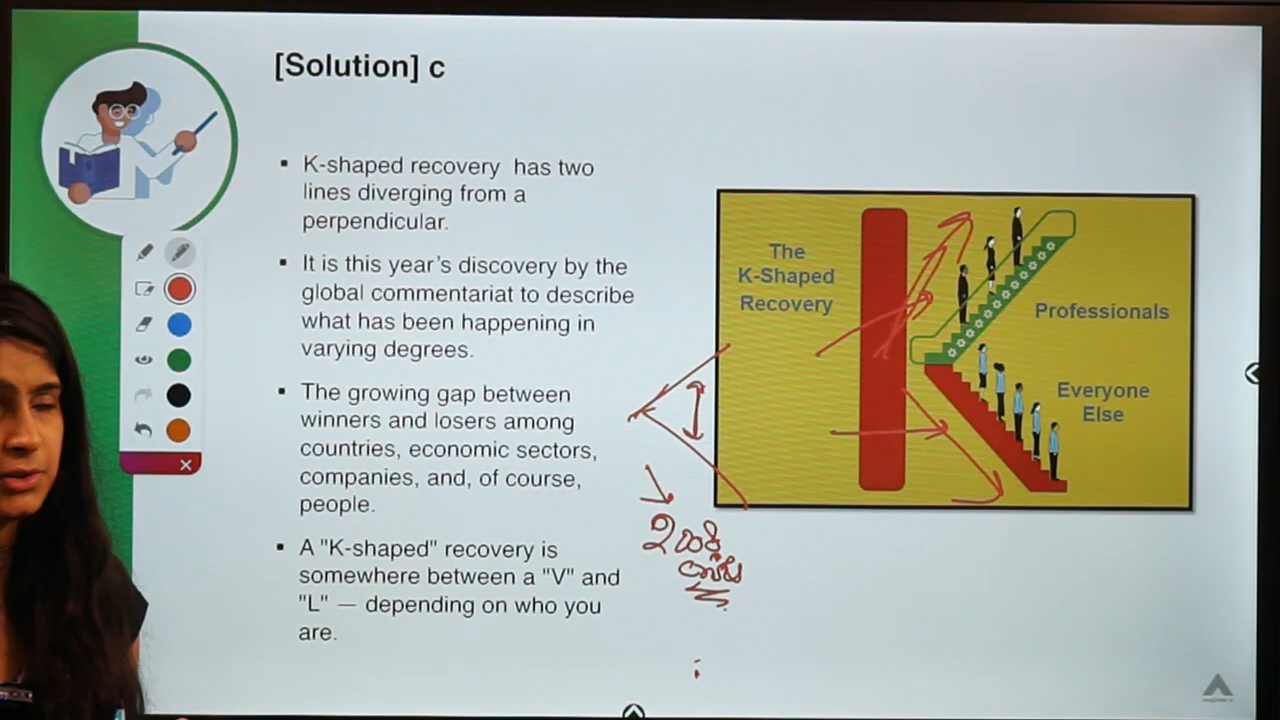 [Solution] c
▪ K-shaped recovery has two
lines diverging from a
perpendicular.
▪ It is this year's discovery by the
global commentariat to describe
what has been happening in
varying degrees.
▪ The growing gap between
winners and losers among
countries, economic sectors,
companies, and, of course,
people.
▪ A "K-shaped" recovery is
somewhere between a "V" and
"L" — depending on who you
are.
The
K-Shaped
Recovery
Professionals
Everyone
Else
2008
crisis